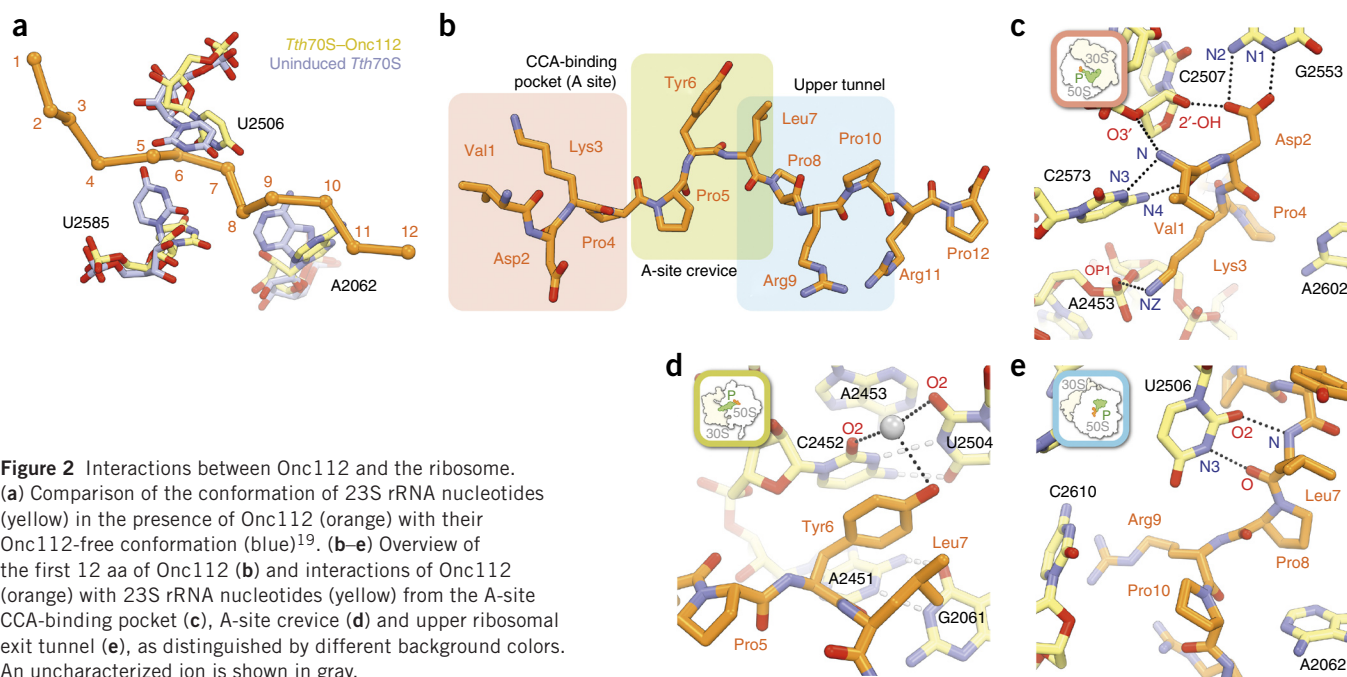 a
Tth70S–Onc112
Uninduced Tth70S
1
2
3
4
5
6
7
8
9
10
11
12
U2506
U2585
A2062
b
CCA-binding
pocket (A site)
Tyr6
Upper tunnel
Val1
Lys3
Leu7
Pro10
Pro8
Pro5
Pro4
Asp2
A-site crevice
Arg9
Arg11
Pro12
c
30S
P
50S
N2
N1
C2507
G2553
2′-OH
O3′
Asp2
N
C2573
N3
N4
Pro4
Val1
Lys3
OP1
A2453
NZ
A2602
d
P
50S
30S
A2453
O2
O2
C2452
U2504
Tyr6
Leu7
A2451
G2061
Pro5
e
30S
P
50S
U2506
O2
N
N3
O
Leu7
C2610
Arg9
Pro8
Pro10
A2062
Figure 2 Interactions between Onc112 and the ribosome.
(a) Comparison of the conformation of 23S rRNA nucleotides
(yellow) in the presence of Onc112 (orange) with their
Onc112-free conformation (blue)19. (b–e) Overview of
the first 12 aa of Onc112 (b) and interactions of Onc112
(orange) with 23S rRNA nucleotides (yellow) from the A-site
CCA-binding pocket (c), A-site crevice (d) and upper ribosomal
exit tunnel (e), as distinguished by different background colors.
An uncharacterized ion is shown in gray.